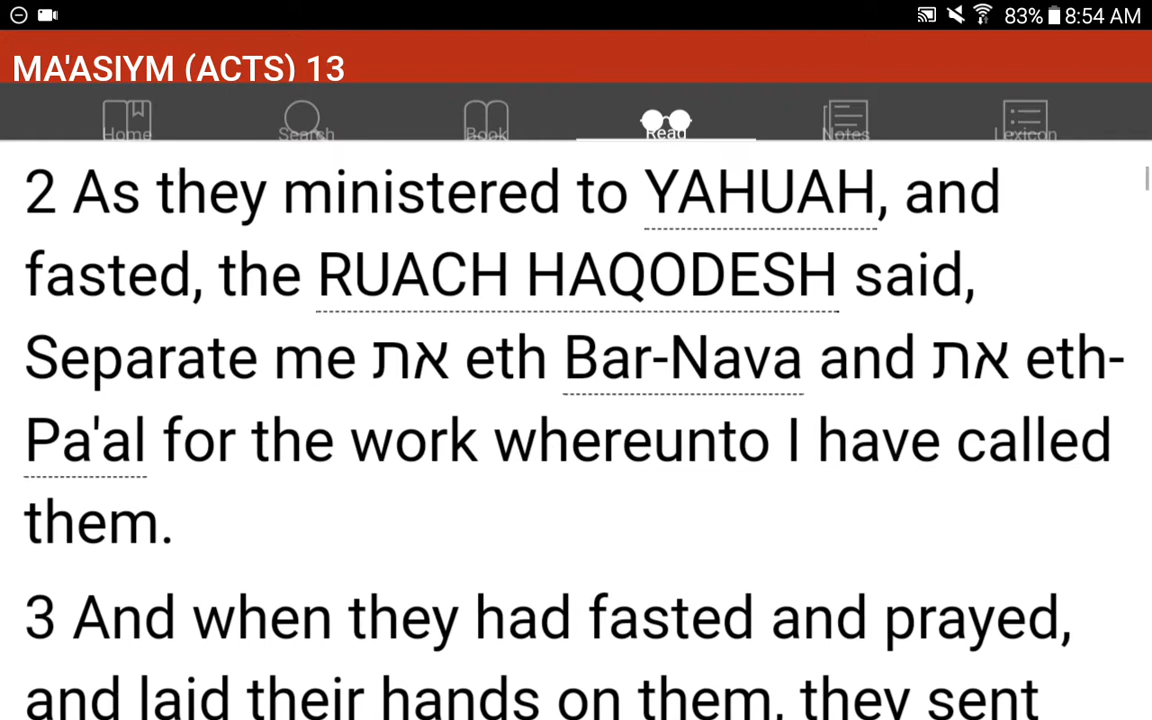 83% 8:54 AM
MA'ASIYM (ACTS) 13
Home Search Book Read Notes Lexicon
2 As they ministered to YAHUAH, and
fasted, the RUACH HAQODESH said,
Separate me את eth Bar-Nava and את eth-
Pa'al for the work whereunto I have called
them.
3 And when they had fasted and prayed,
and laid their hands on them, they sent